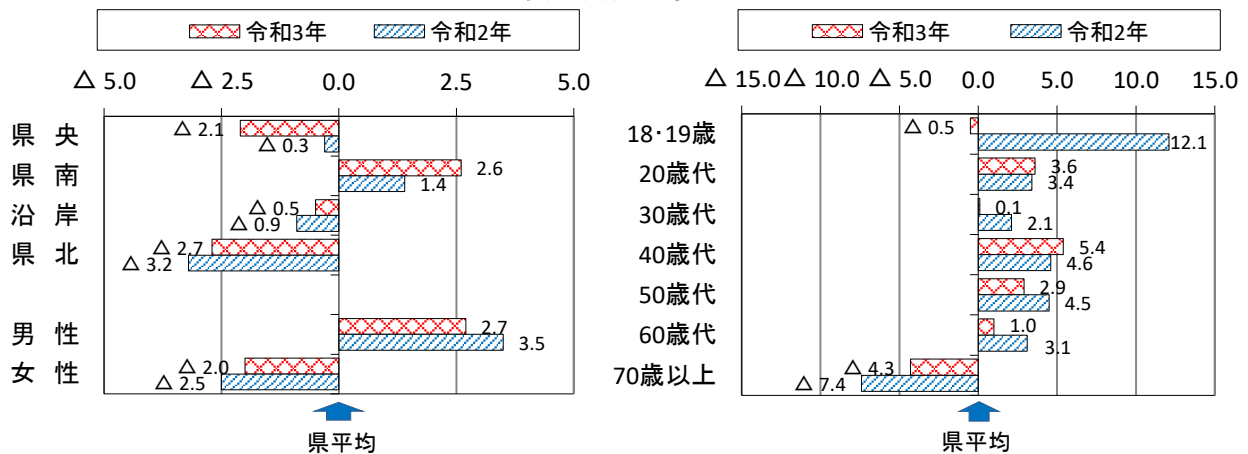 令和3年 令和2年
△ 5.0 △ 2.5 0.0 2.5 5.0
県央 △ 2.1
△ 0.3
県南 2.6
1.4
沿岸 △ 0.5
△ 0.9
県北 △ 2.7
△ 3.2
男性 2.7
3.5
女性 △ 2.0
△ 2.5
県平均
令和3年 令和2年
△ 15.0 △ 10.0 △ 5.0 0.0 5.0 10.0 15.0
18・19歳 △ 0.5
12.1
20歳代 3.6
3.4
30歳代 0.1
2.1
40歳代 5.4
4.6
50歳代 2.9
4.5
60歳代 1.0
3.1
70歳以上 △ 4.3
△ 7.4
県平均